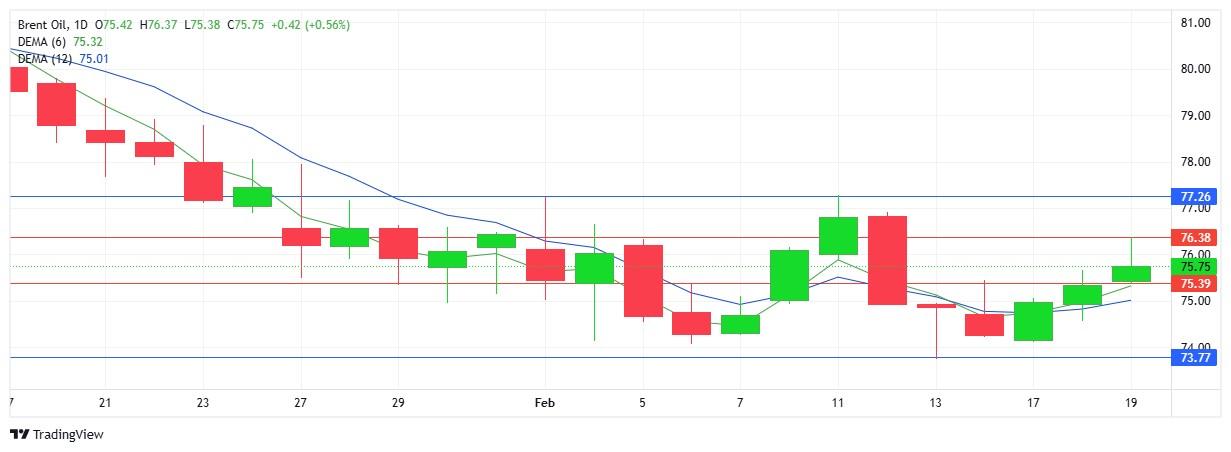 Brent Oil, 1D O75.42 H76.37 L75.38 C75.75 +0.42 (+0.56%)
DEMA (6) 75.32
DEMA (12) 75.01
81.00
80.00
79.00
78.00
77.26
77.00
76.38
76.00
75.75
75.39
75.00
74.00
73.77
7 21 23 27 29 Feb 5 7 11 13 17 19
TradingView